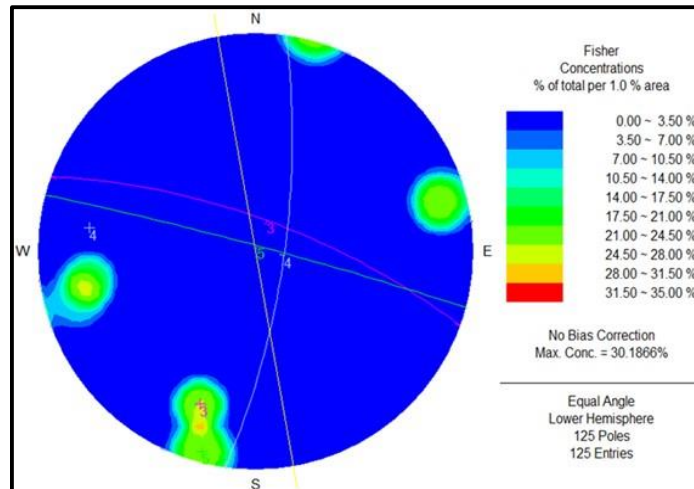 N
W
E
S
3
5
4
4
3
Fisher
Concentrations
% of total per 1.0 % area
0.00 ~ 3.50 %
3.50 ~ 7.00 %
7.00 ~ 10.50 %
10.50 ~ 14.00 %
14.00 ~ 17.50 %
17.50 ~ 21.00 %
21.00 ~ 24.50 %
24.50 ~ 28.00 %
28.00 ~ 31.50 %
31.50 ~ 35.00 %
No Bias Correction
Max. Conc. = 30.1866%
Equal Angle
Lower Hemisphere
125 Poles
125 Entries